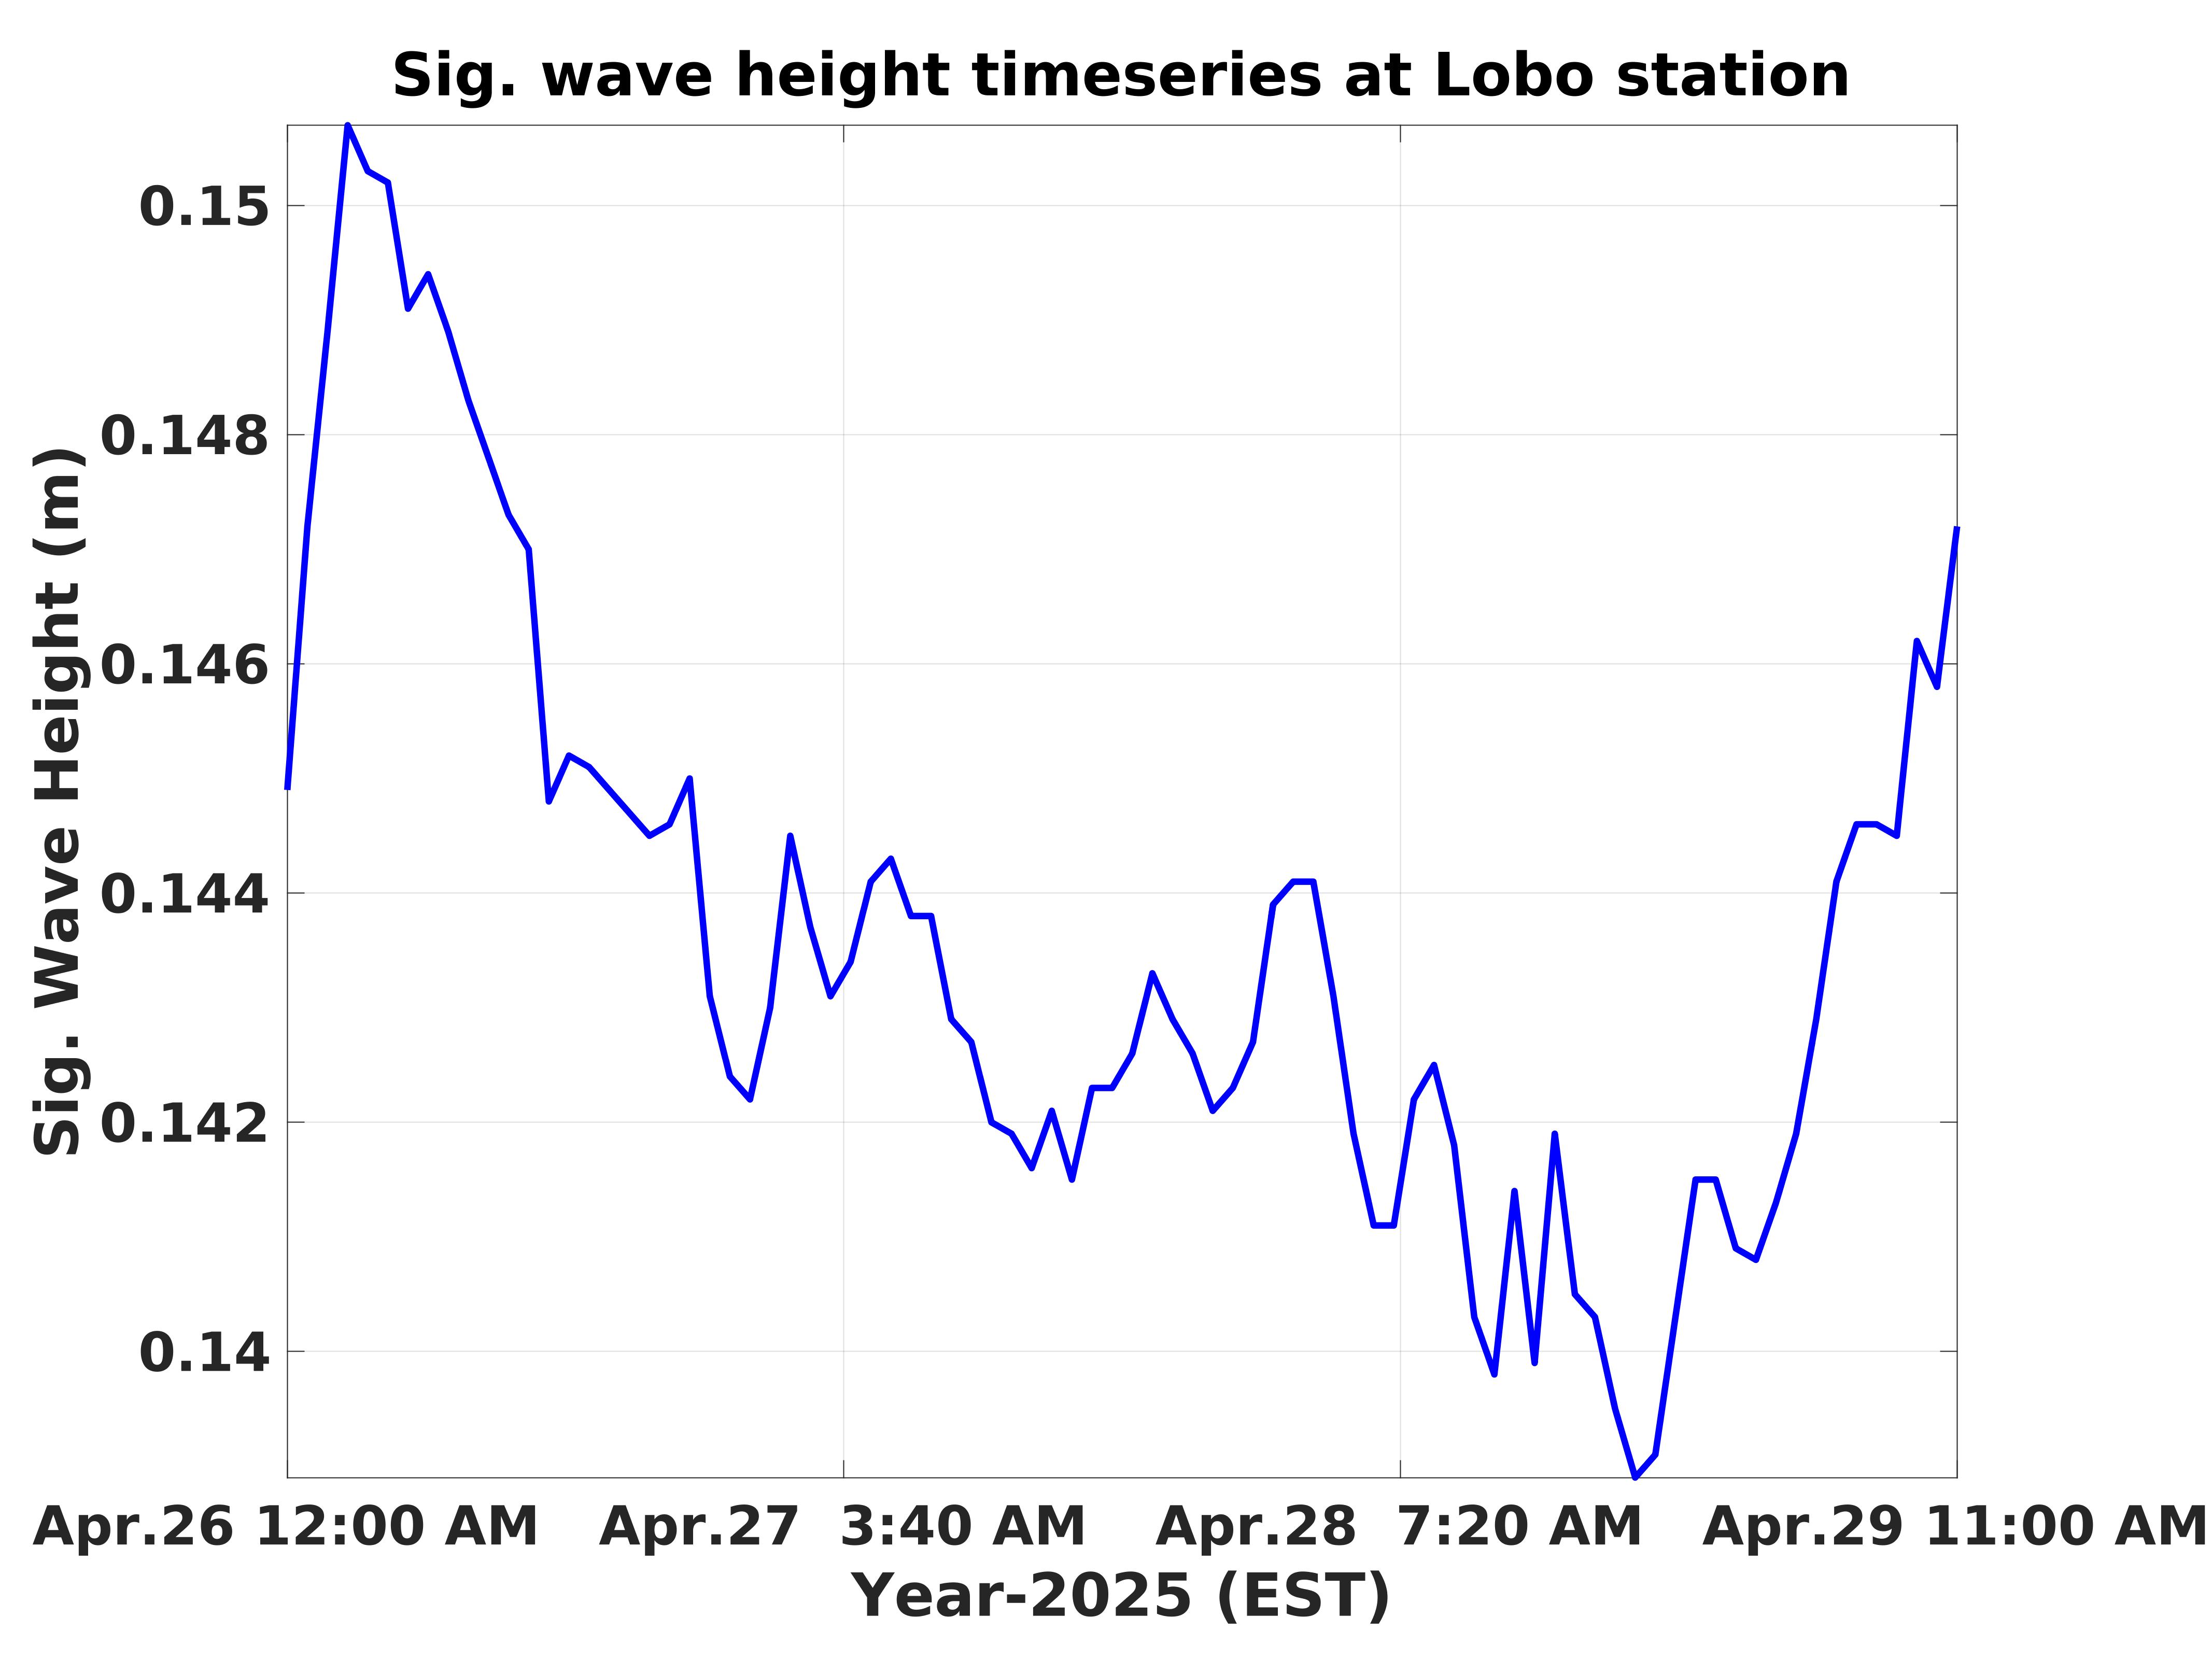 Sig. wave height timeseries at Lobo station
Sig. Wave Height (m)
0.15
0.148
0.146
0.144
0.142
0.14
Apr.26 12:00 AM Apr.27 3:40 AM Apr.28 7:20 AM Apr.29 11:00 AM
Year-2025 (EST)